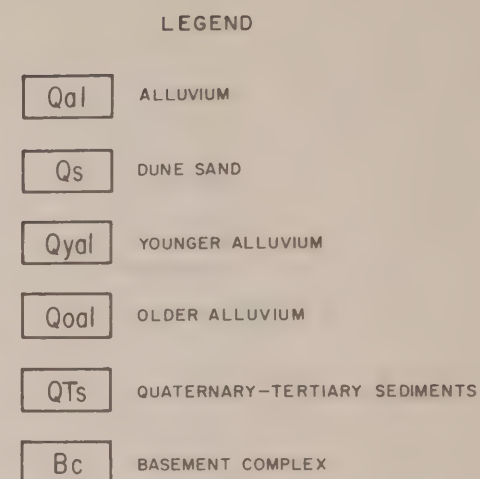 LEGEND
Qal ALLUVIUM
Qs DUNE SAND
Qyal YOUNGER ALLUVIUM
Qoal OLDER ALLUVIUM
QTs QUATERNARY–TERTIARY SEDIMENTS
Bc BASEMENT COMPLEX